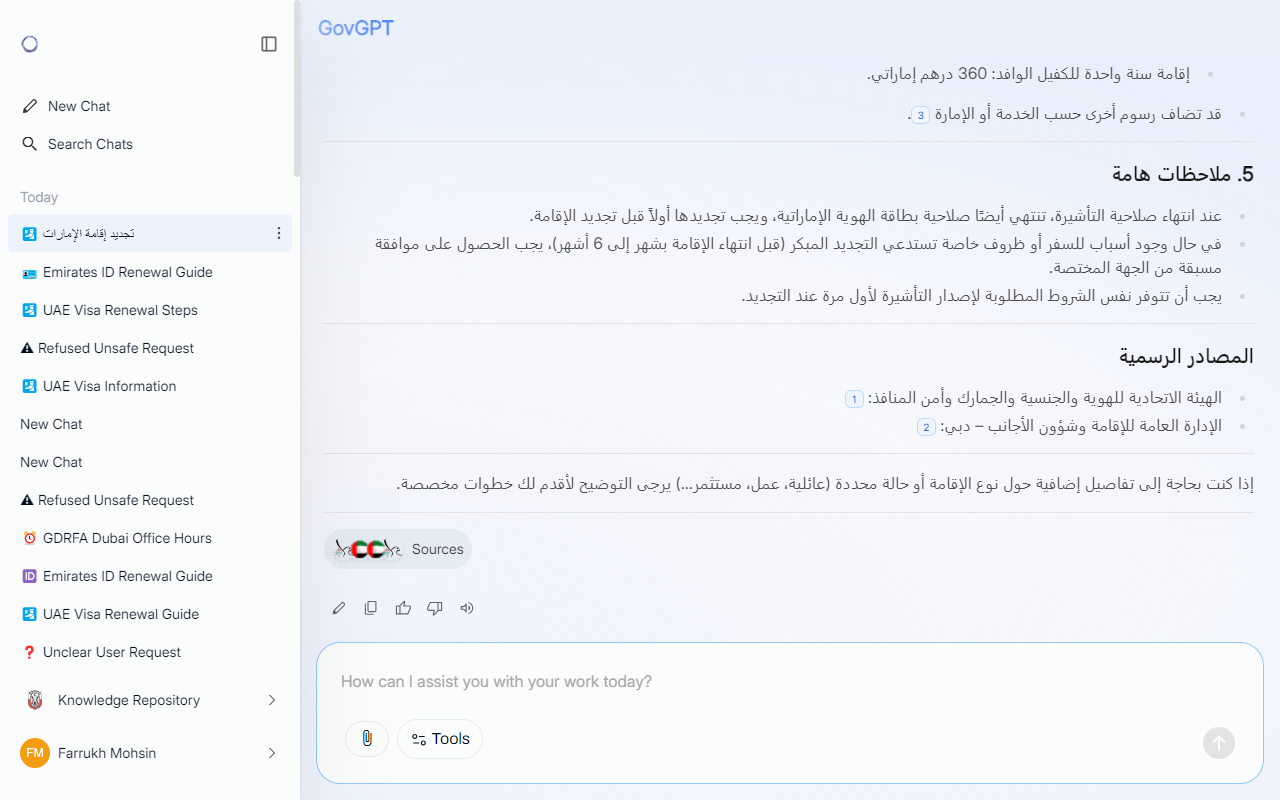 New Chat
Search Chats
Today
تجديد إقامة الإمارات
Emirates ID Renewal Guide
UAE Visa Renewal Steps
Refused Unsafe Request
UAE Visa Information
New Chat
New Chat
Refused Unsafe Request
GDRFA Dubai Office Hours
Emirates ID Renewal Guide
UAE Visa Renewal Guide
Unclear User Request
Knowledge Repository
FM Farrukh Mohsin
GovGPT
إقامة سنة واحدة للكفيل الوافد: 360 درهم إماراتي.
قد تضاف رسوم أخرى حسب الخدمة أو الإمارة 3.
5. ملاحظات هامة
عند انتهاء صلاحية التأشيرة، تنتهي أيضًا صلاحية بطاقة الهوية الإماراتية، ويجب تجديدها أولاً قبل تجديد الإقامة.
في حال وجود أسباب للسفر أو ظروف خاصة تستدعي التجديد المبكر (قبل انتهاء الإقامة بشهر إلى 6 أشهر)، يجب الحصول على موافقة
مسبقة من الجهة المختصة.
يجب أن تتوفر نفس الشروط المطلوبة لإصدار التأشيرة لأول مرة عند التجديد.
المصادر الرسمية
الهيئة الاتحادية للهوية والجنسية والجمارك وأمن المنافذ: 1
الإدارة العامة للإقامة وشؤون الأجانب – دبي: 2
إذا كنت بحاجة إلى تفاصيل إضافية حول نوع الإقامة أو حالة محددة (عائلية، عمل، مستثمر...) يرجى التوضيح لأقدم لك خطوات مخصصة.
Sources
How can I assist you with your work today?
Tools